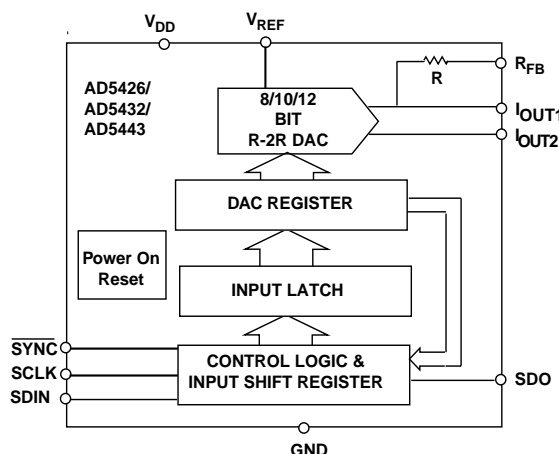 VDD
VREF
RFB
R
AD5426/
AD5432/
AD5443
8/10/12
BIT
R-2R DAC
IOUT1
IOUT2
DAC REGISTER
Power On
Reset
INPUT LATCH
SYNC
SCLK
SDIN
CONTROL LOGIC &
INPUT SHIFT REGISTER
SDO
GND